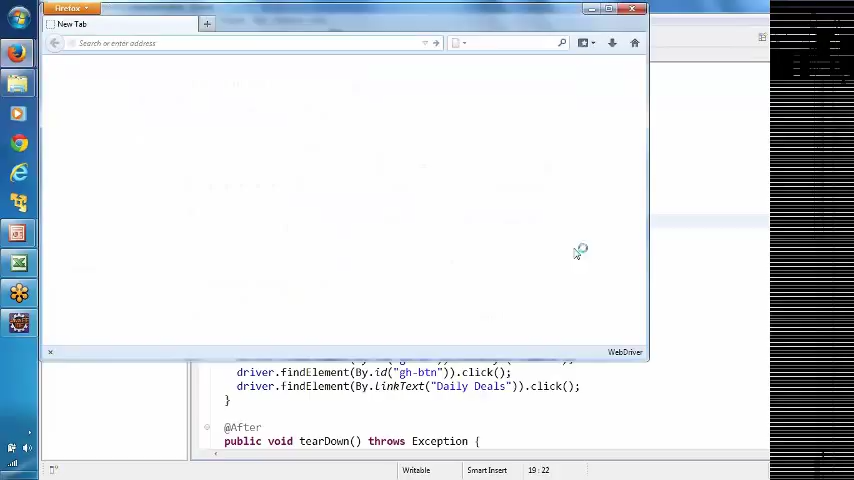 Firefox
New Tab
Search or enter address
WebDriver
driver.findElement(By.id("gh-btn")).click();
driver.findElement(By.linkText("Daily Deals")).click();
}
@After
public void tearDown() throws Exception {
Writable
Smart Insert
19 : 22